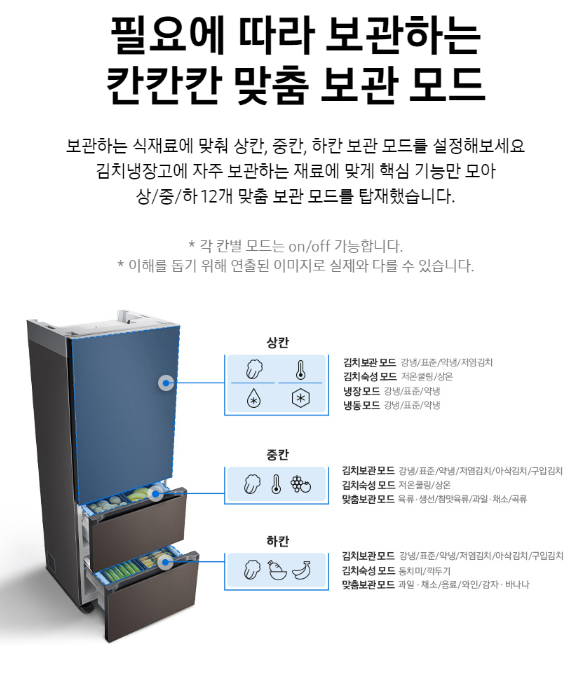 필요에 따라 보관하는
칸칸칸 맞춤 보관 모드
보관하는 식재료에 맞춰 상칸, 중칸, 하칸 보관 모드를 설정해보세요
김치냉장고에 자주 보관하는 재료에 맞게 핵심 기능만 모아
상/중/하 12개 맞춤 보관 모드를 탑재했습니다.
* 각 칸별 모드는 on/off 가능합니다.
* 이해를 돕기 위해 연출된 이미지로 실제와 다를 수 있습니다.
상칸
김치보관 모드 강냉/표준/약냉/저염김치
김치숙성 모드 저온쿨링/상온
냉장 모드 강냉/표준/약냉
냉동 모드 강냉/표준/약냉
중칸
김치보관 모드 강냉/표준/약냉/저염김치/아삭김치/구입김치
김치숙성 모드 저온쿨링/상온
맞춤보관 모드 육류·생선/참맛육류/과일·채소/곡류
하칸
김치보관 모드 강냉/표준/약냉/저염김치/아삭김치/구입김치
김치숙성 모드 동치미/깍두기
맞춤보관 모드 과일·채소/음료/와인/감자·바나나